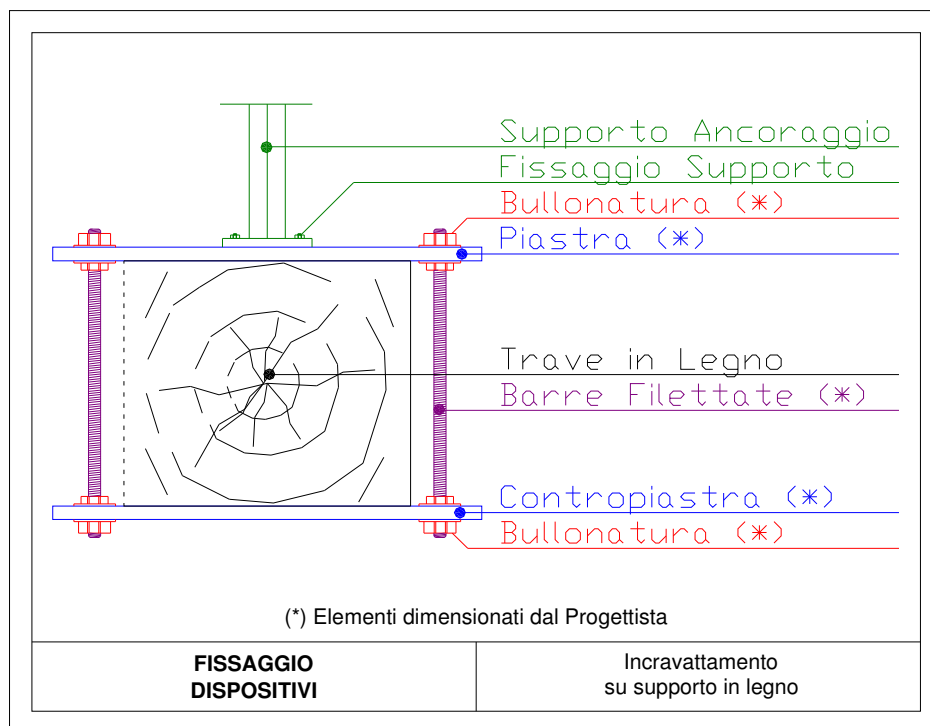 Supporto Ancoraggio
Fissaggio Supporto
Bullonatura (*)
Piastra (*)
Trave in Legno
Barre Filettate (*)
Contropiastra (*)
Bullonatura (*)
(*) Elementi dimensionati dal Progettista
FISSAGGIO
DISPOSITIVI
Incravattamento
su supporto in legno